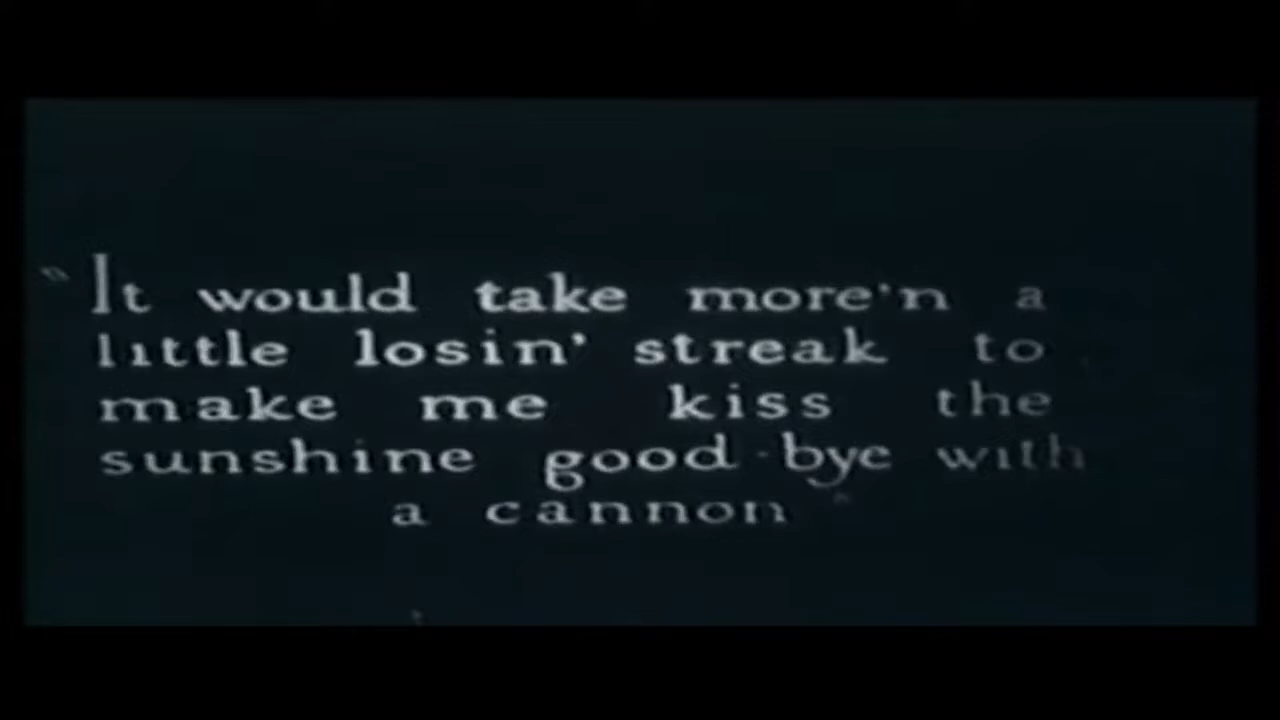 "It would take more'n a
little losin' streak to
make me kiss the
sunshine good-bye with
a cannon"